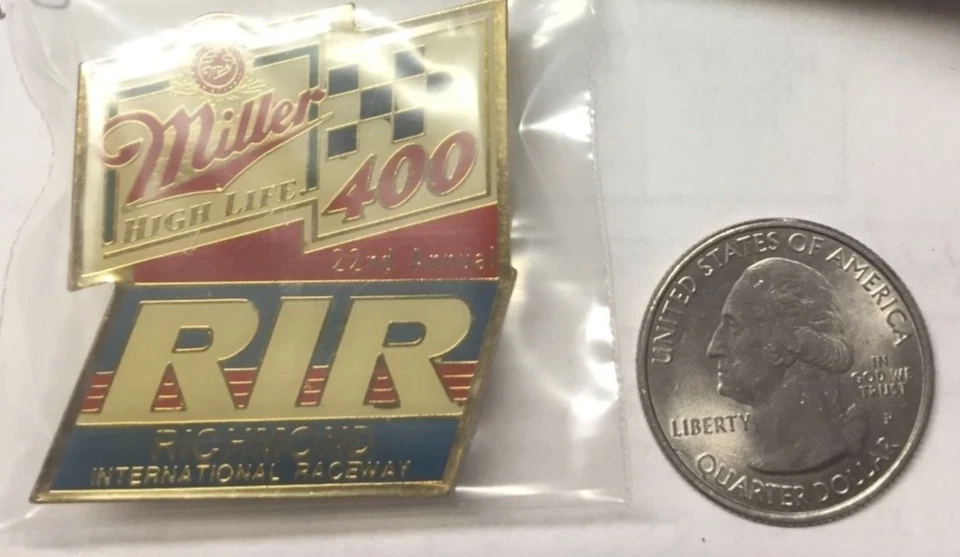 Miller
HIGH LIFE
400
22nd Annual
RIR
RICHMOND
INTERNATIONAL RACEWAY
UNITED STATES OF AMERICA
LIBERTY
IN
GOD WE
TRUST
P
QUARTER DOLLAR